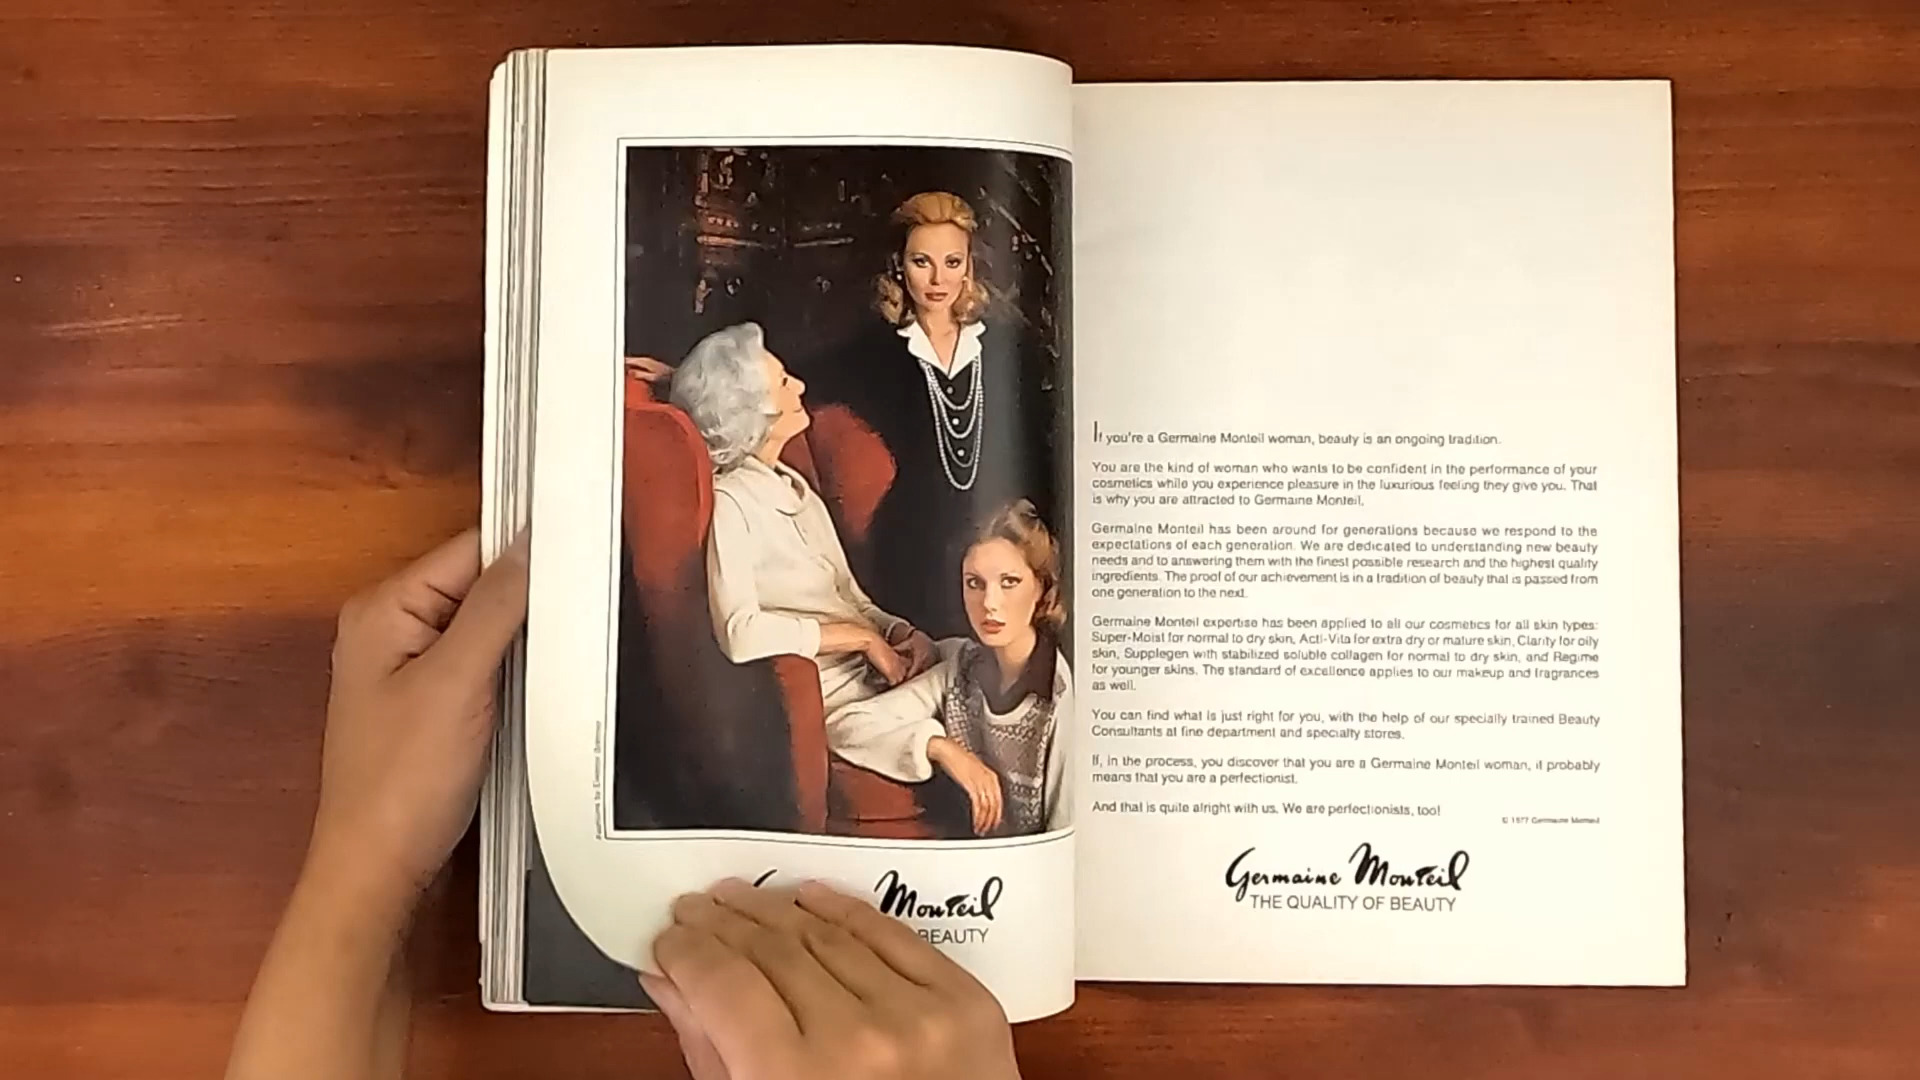 Monteil
BEAUTY
If you're a Germaine Monteil woman, beauty is an ongoing tradition.
You are the kind of woman who wants to be confident in the performance of your
cosmetics while you experience pleasure in the luxurious feeling they give you. That
is why you are attracted to Germaine Monteil.
Germaine Monteil has been around for generations because we respond to the
expectations of each generation. We are dedicated to understanding new beauty
needs and to answering them with the finest possible research and the highest quality
ingredients. The proof of our achievement is in a tradition of beauty that is passed from
one generation to the next.
Germaine Monteil expertise has been applied to all our cosmetics for all skin types:
Super-Moist for normal to dry skin, Acti-Vita for extra dry or mature skin, Clarity for oily
skin, Supplegen with stabilized soluble collagen for normal to dry skin, and Regime
for younger skins. The standard of excellence applies to our makeup and fragrances
as well.
You can find what is just right for you, with the help of our specially trained Beauty
Consultants at fine department and specialty stores.
If, in the process, you discover that you are a Germaine Monteil woman, it probably
means that you are a perfectionist.
And that is quite alright with us. We are perfectionists, too!
© 1977 Germaine Monteil
Germaine Monteil
THE QUALITY OF BEAUTY